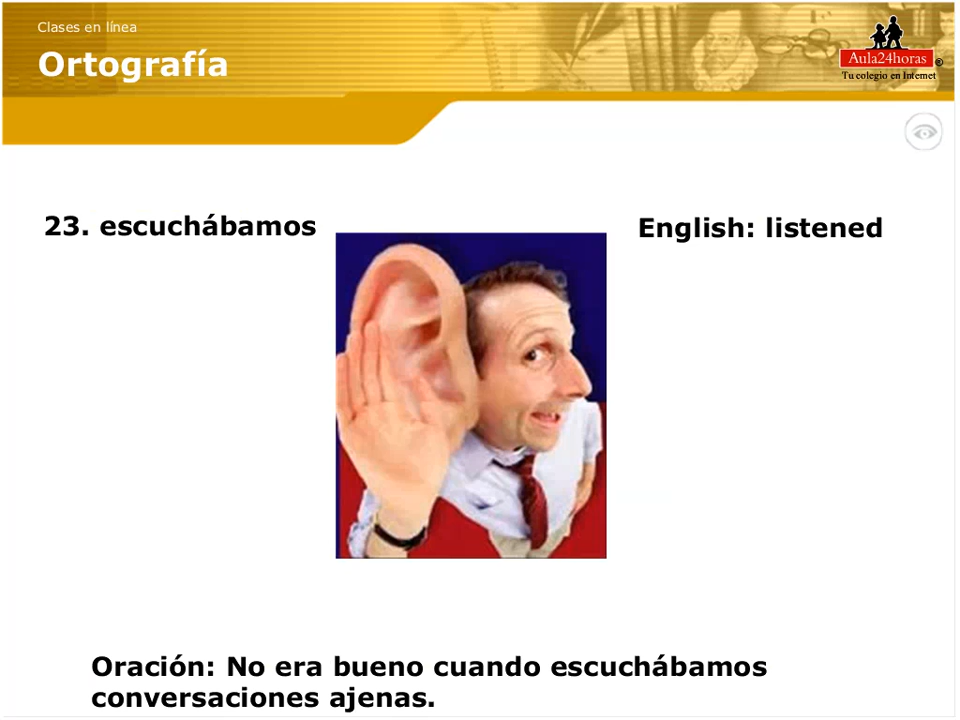 Clases en línea
Ortografía
Aula24horas
®
Tu colegio en Internet
23. escuchábamos
English: listened
Oración: No era bueno cuando escuchábamos
conversaciones ajenas.